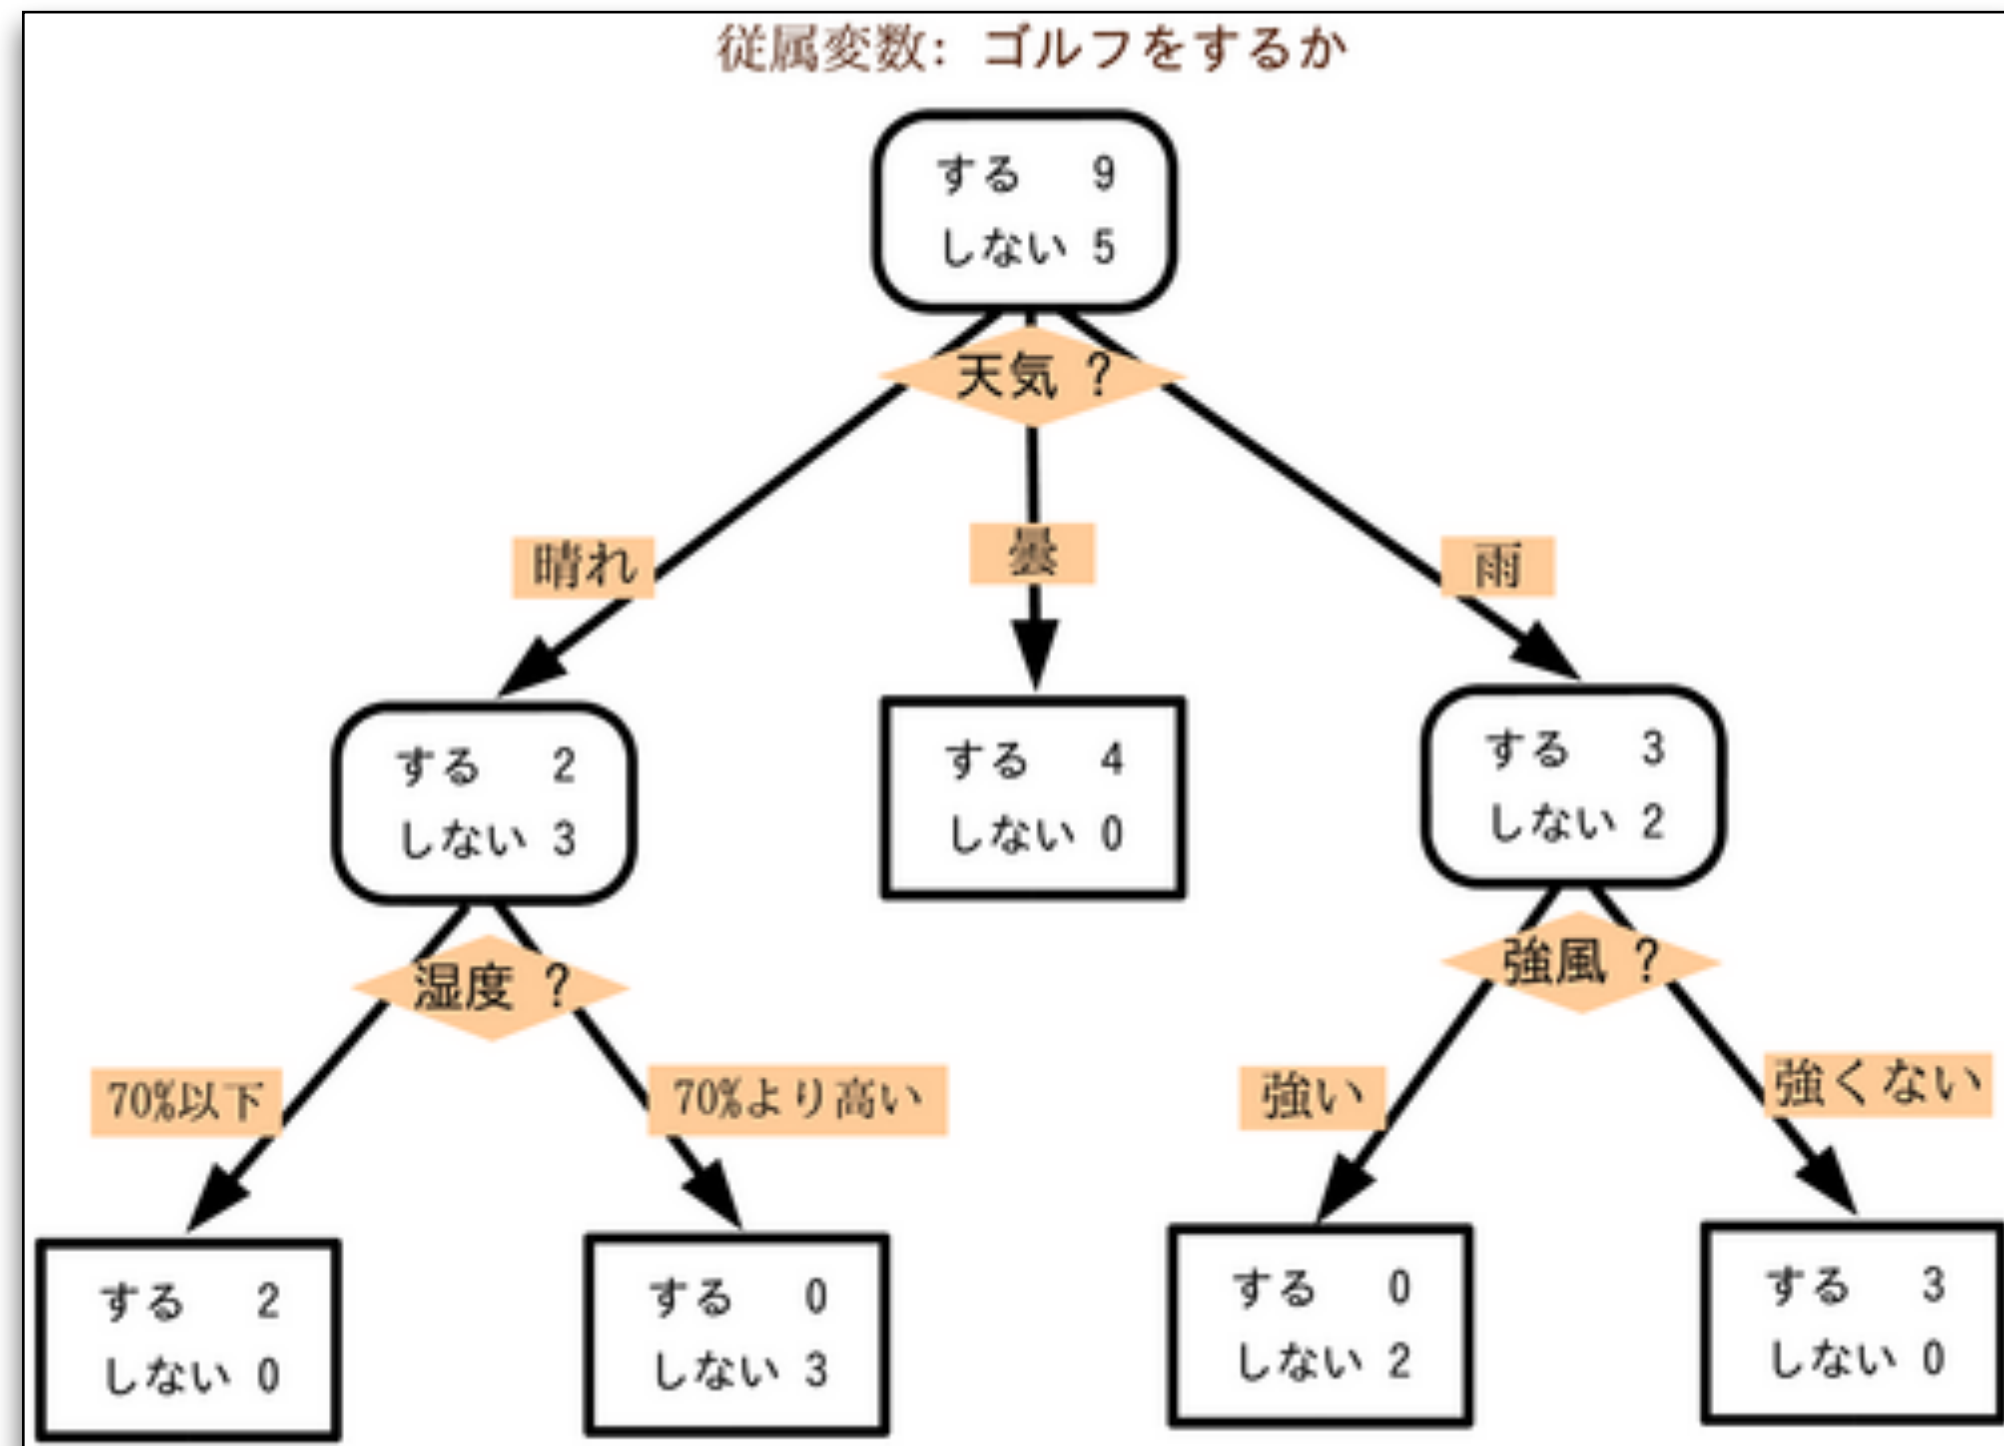 従属変数: ゴルフをするか
する 9
しない 5
天気 ?
晴れ
曇
雨
する 2
しない 3
する 4
しない 0
する 3
しない 2
湿度 ?
強風 ?
70%以下
70%より高い
強い
強くない
する 2
しない 0
する 0
しない 3
する 0
しない 2
する 3
しない 0